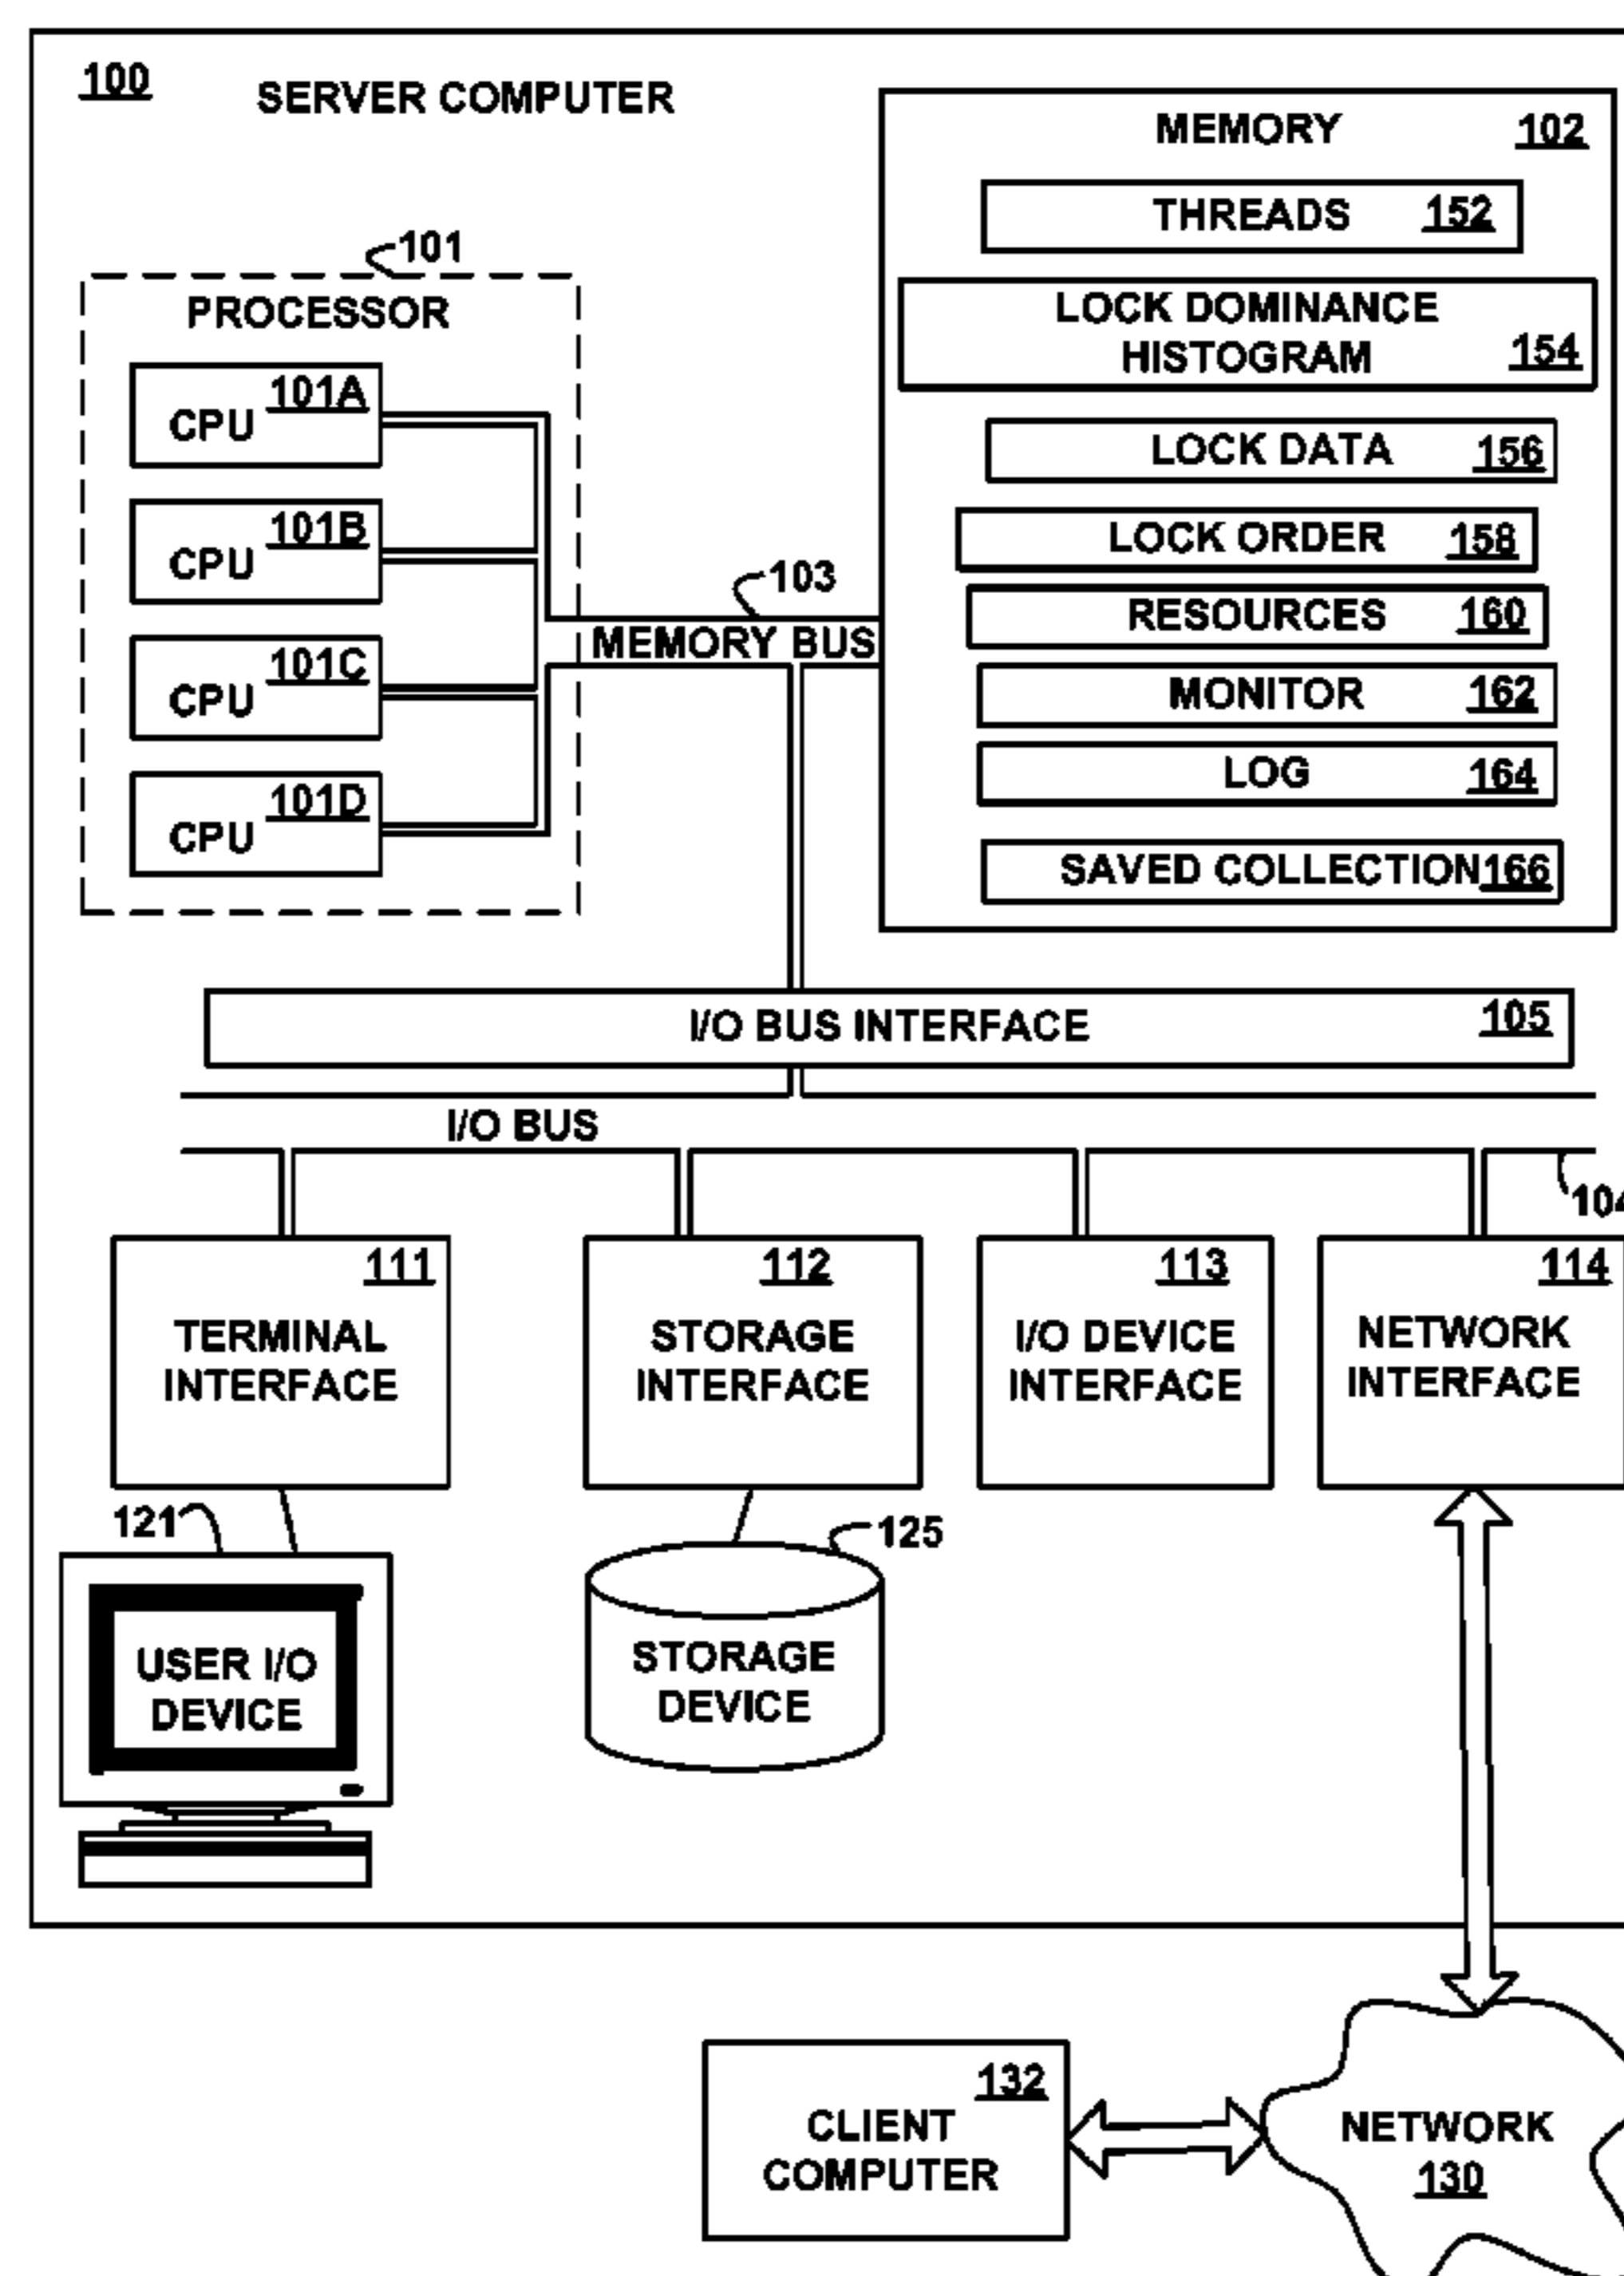 100
SERVER COMPUTER
MEMORY 102
THREADS 152
LOCK DOMINANCE
HISTOGRAM 154
LOCK DATA 156
LOCK ORDER 158
RESOURCES 160
MONITOR 162
LOG 164
SAVED COLLECTION 166
101
PROCESSOR
101A
CPU
101B
CPU
101C
CPU
101D
CPU
103
MEMORY BUS
I/O BUS INTERFACE 105
I/O BUS
111
TERMINAL
INTERFACE
112
STORAGE
INTERFACE
113
I/O DEVICE
INTERFACE
114
NETWORK
INTERFACE
121
USER I/O
DEVICE
125
STORAGE
DEVICE
132
CLIENT
COMPUTER
NETWORK
130